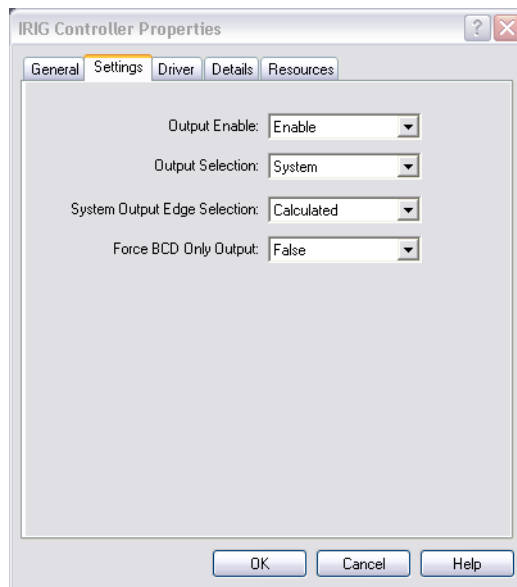 IRIG Controller Properties ?
General Settings Driver Details Resources
Output Enable: Enable
Output Selection: System
System Output Edge Selection: Calculated
Force BCD Only Output: False
OK Cancel Help